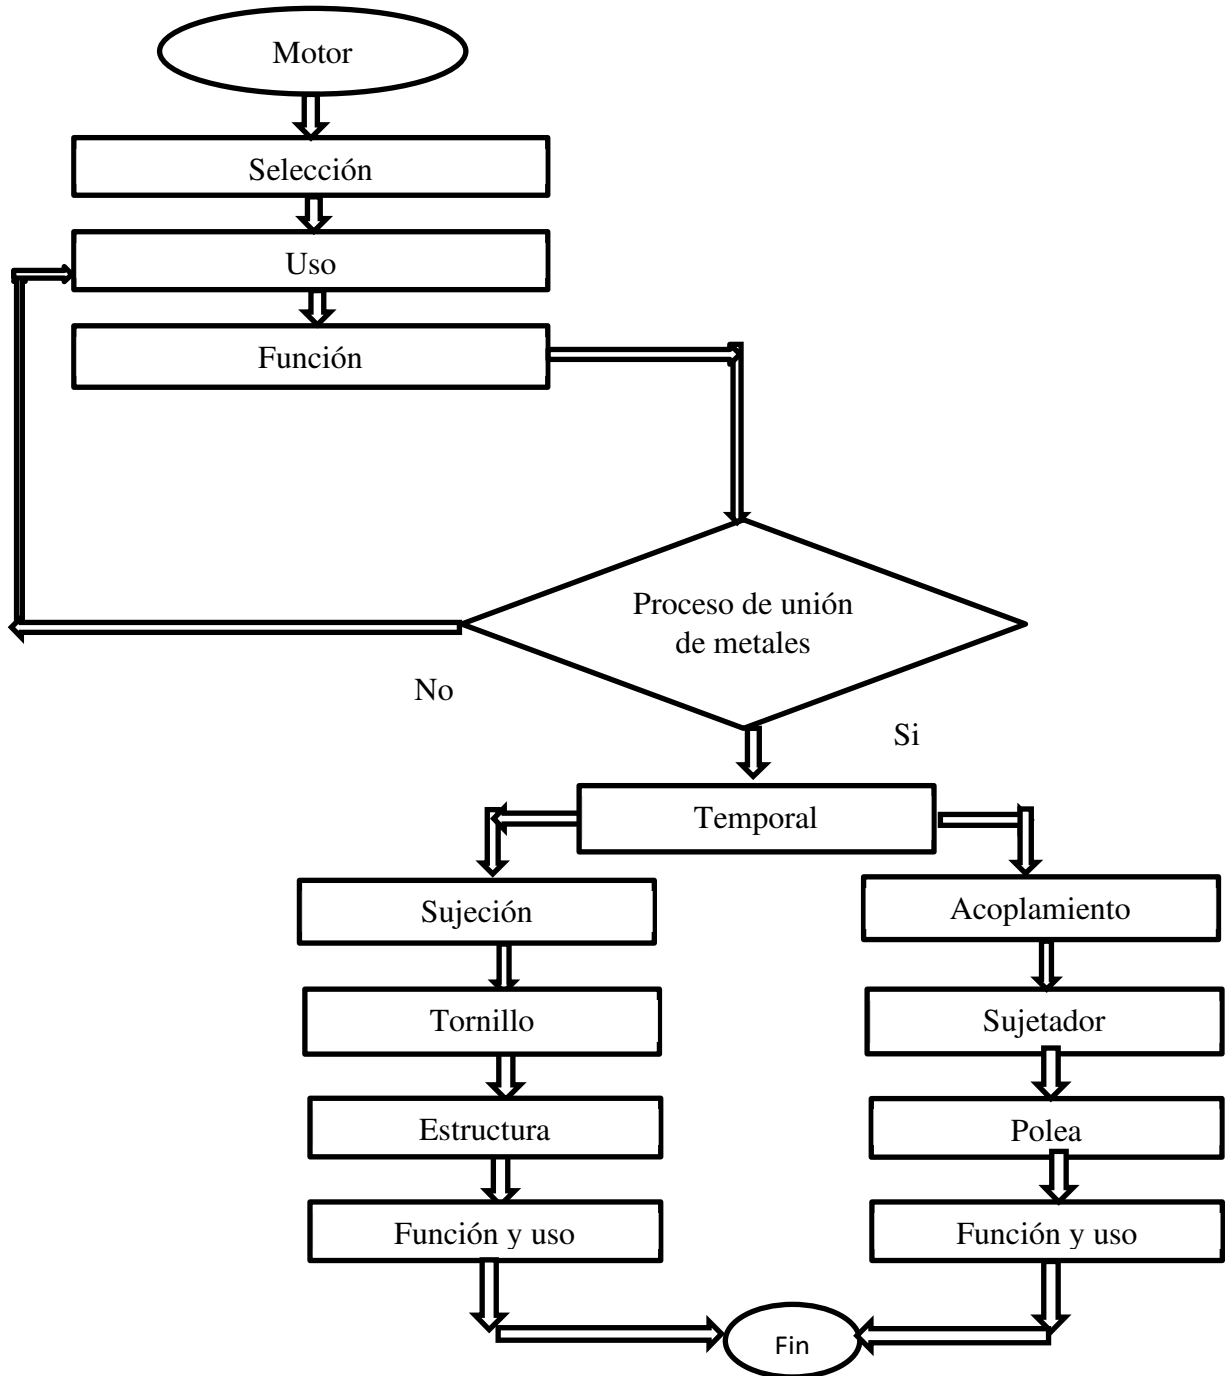 Motor
Selección
Uso
Función
Proceso de unión
de metales
No
Si
Temporal
Sujeción
Acoplamiento
Tornillo
Sujetador
Estructura
Polea
Función y uso
Función y uso
Fin